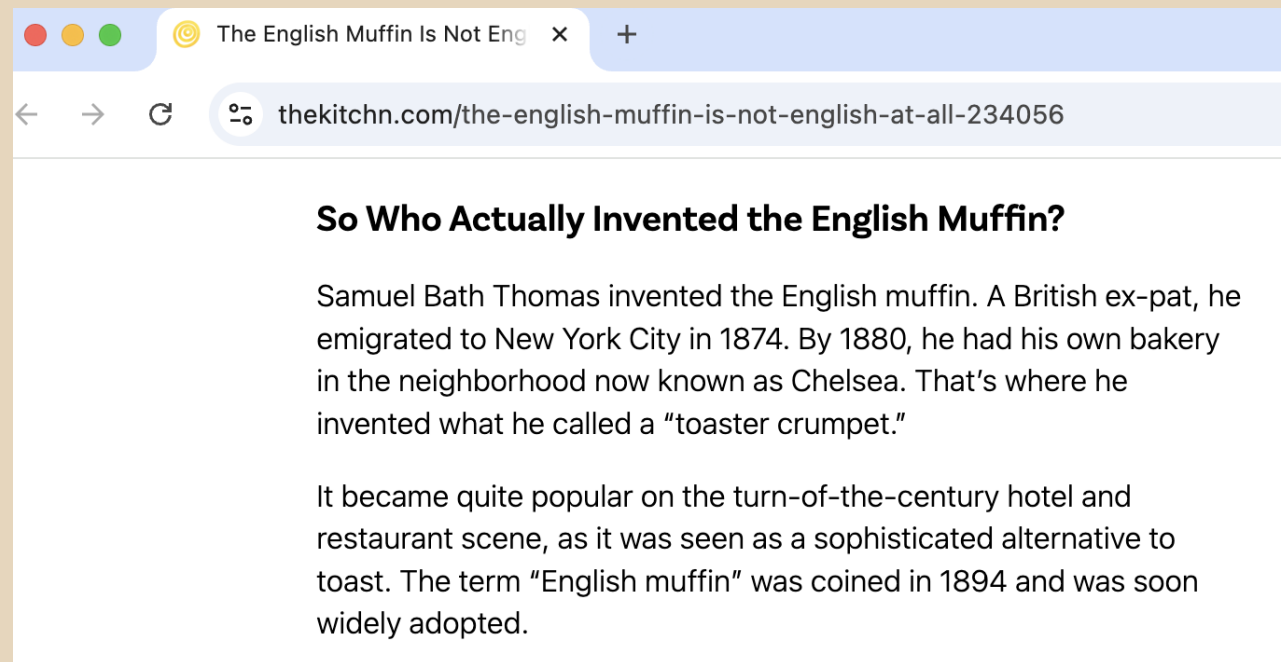 The English Muffin Is Not Eng
thekitchn.com/the-english-muffin-is-not-english-at-all-234056
So Who Actually Invented the English Muffin?
Samuel Bath Thomas invented the English muffin. A British ex-pat, he
emigrated to New York City in 1874. By 1880, he had his own bakery
in the neighborhood now known as Chelsea. That’s where he
invented what he called a “toaster crumpet.”
It became quite popular on the turn-of-the-century hotel and
restaurant scene, as it was seen as a sophisticated alternative to
toast. The term “English muffin” was coined in 1894 and was soon
widely adopted.